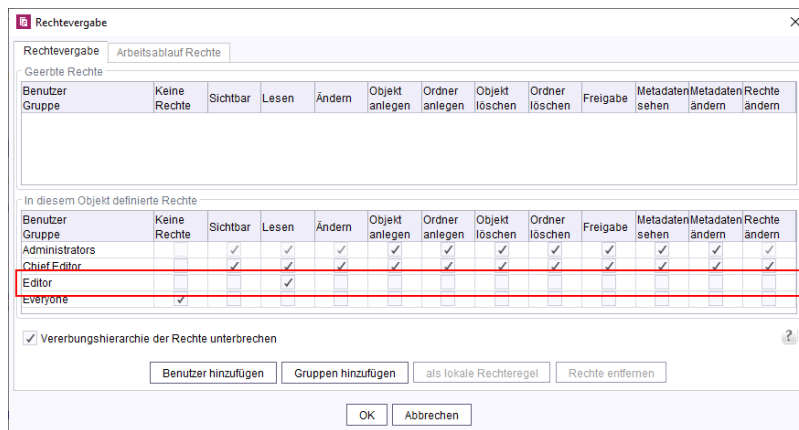 Rechtevergabe
Rechtevergabe Arbeitsablauf Rechte
Geerbte Rechte
Benutzer Keine Sichtbar Lesen Ändern Objekt Ordner Objekt Ordner Freigabe Metadaten Metadaten Rechte
Gruppe Rechte anlegen anlegen löschen löschen sehen ändern ändern
In diesem Objekt definierte Rechte
Benutzer Keine Sichtbar Lesen Ändern Objekt Ordner Objekt Ordner Freigabe Metadaten Metadaten Rechte
Gruppe Rechte anlegen anlegen löschen löschen sehen ändern ändern
Administrators
Chief Editor
Editor
Everyone
Vererbungshierarchie der Rechte unterbrechen ?
Benutzer hinzufügen Gruppen hinzufügen als lokale Rechteregel Rechte entfernen
OK Abbrechen